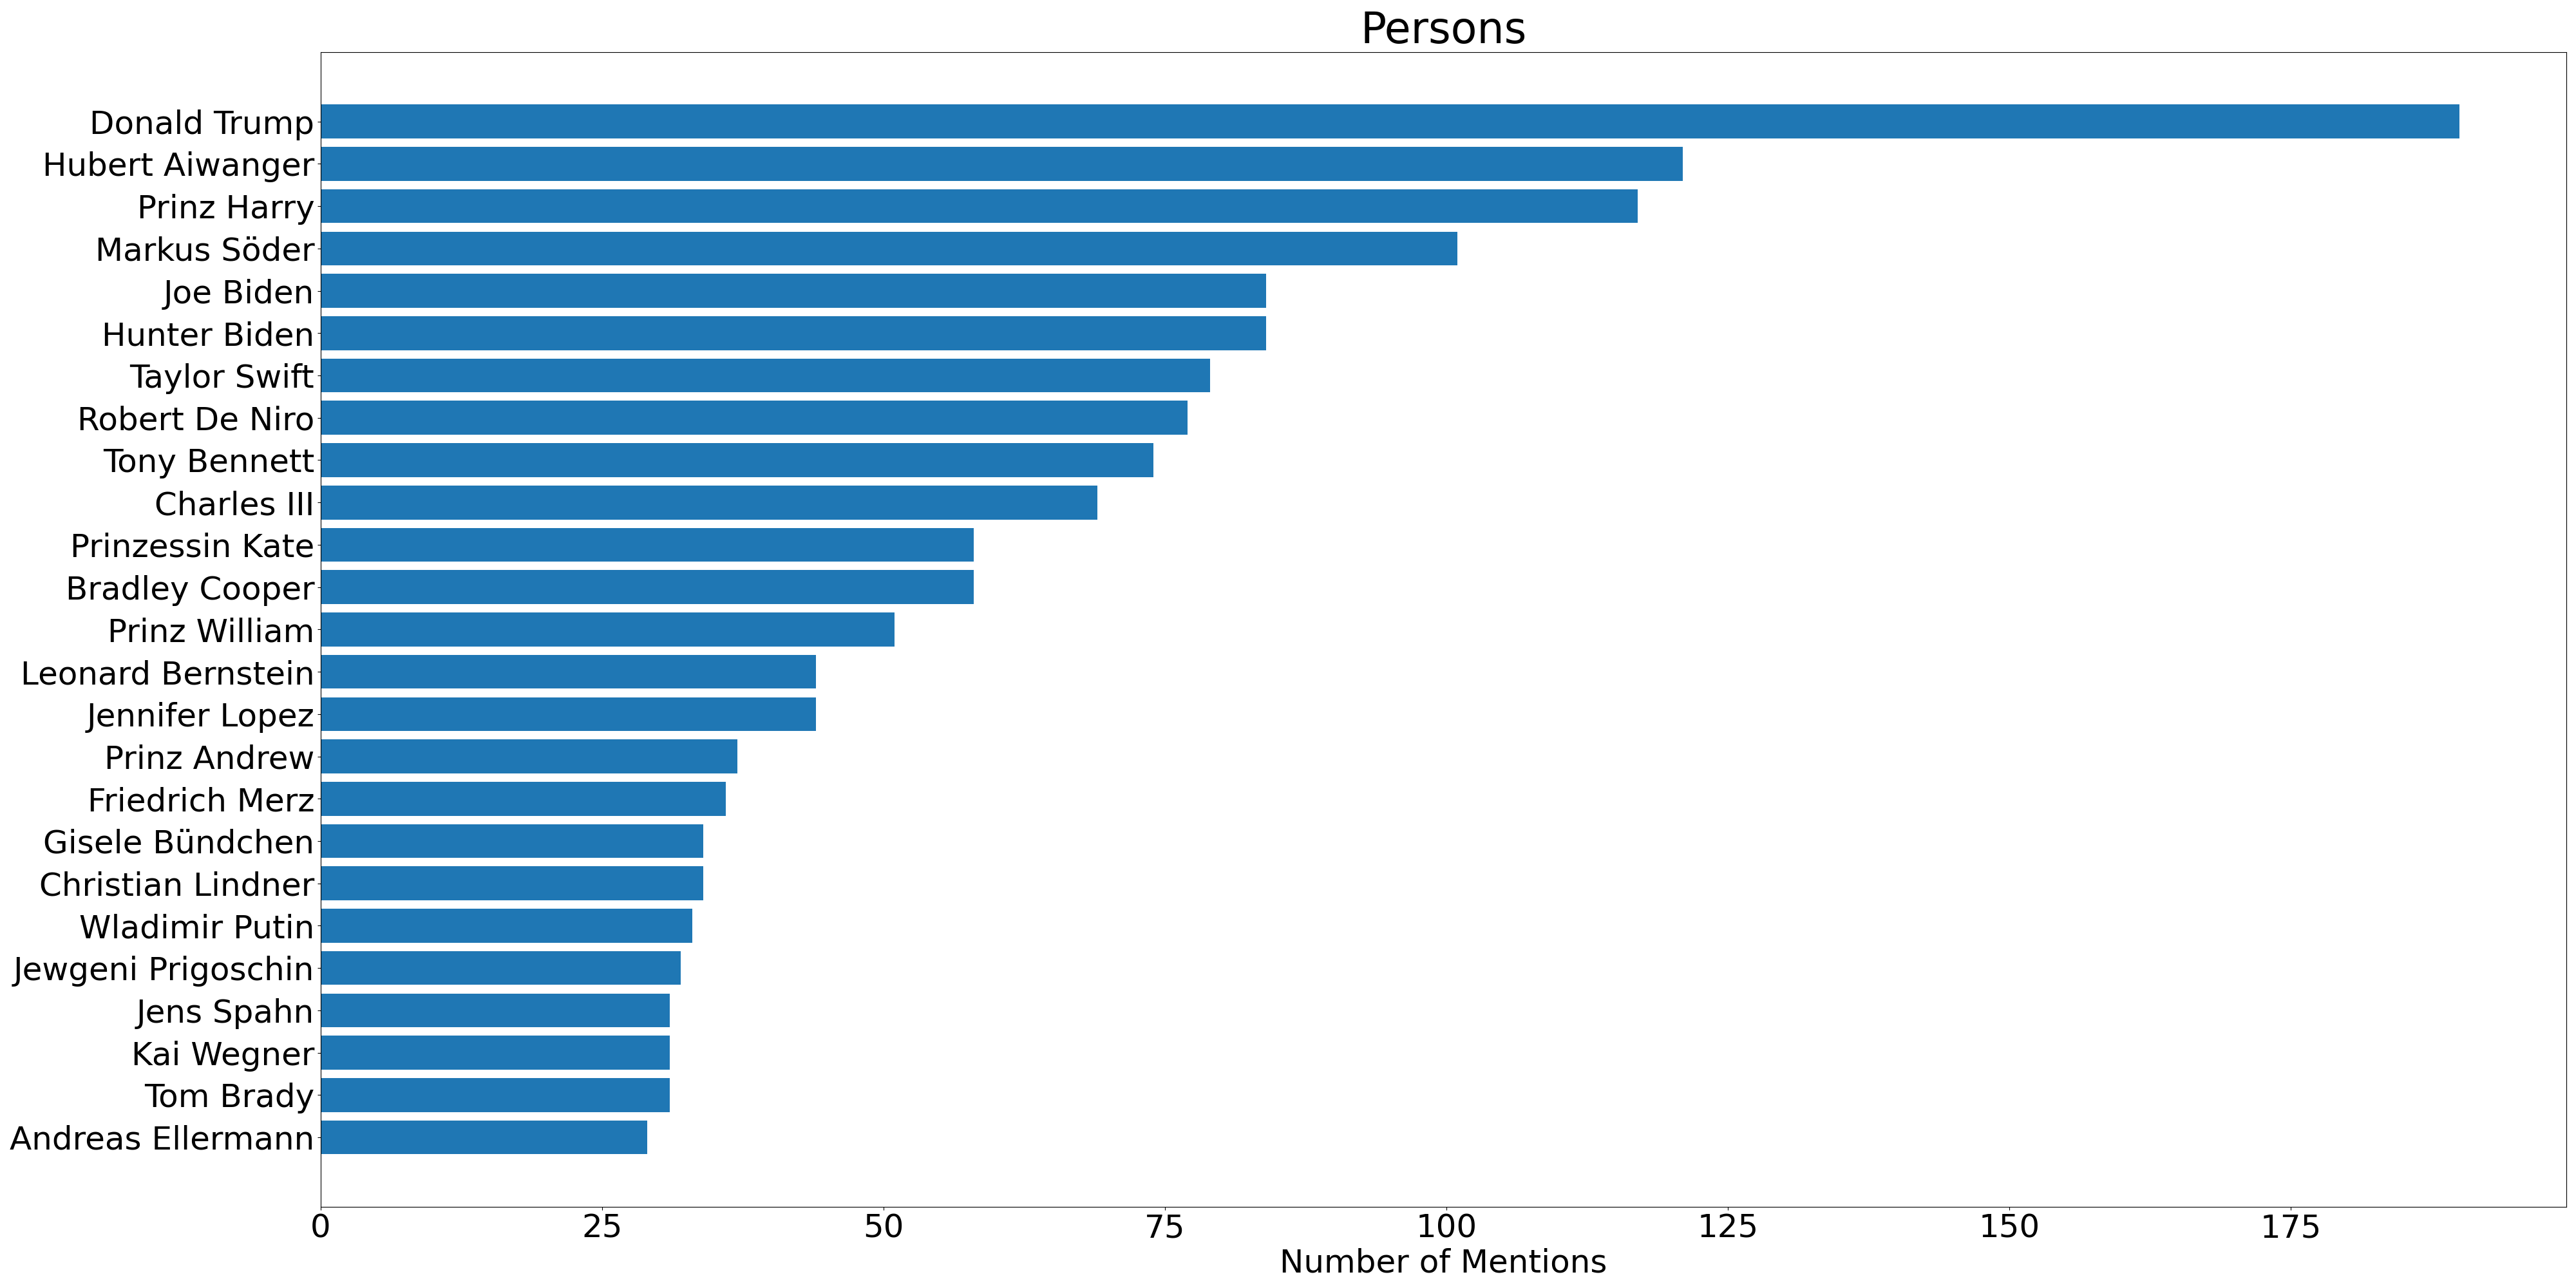 Persons
Donald Trump
Hubert Aiwanger
Prinz Harry
Markus Söder
Joe Biden
Hunter Biden
Taylor Swift
Robert De Niro
Tony Bennett
Charles III
Prinzessin Kate
Bradley Cooper
Prinz William
Leonard Bernstein
Jennifer Lopez
Prinz Andrew
Friedrich Merz
Gisele Bündchen
Christian Lindner
Wladimir Putin
Jewgeni Prigoschin
Jens Spahn
Kai Wegner
Tom Brady
Andreas Ellermann
0 25 50 75 100 125 150 175
Number of Mentions